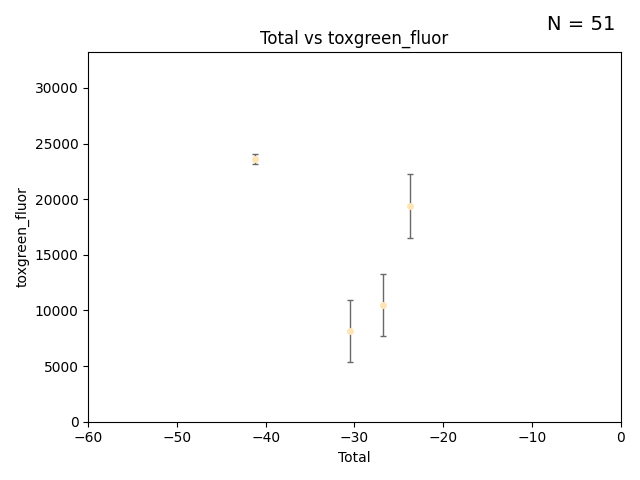 N = 51
Total vs toxgreen_fluor
30000
25000
20000
15000
10000
5000
0
toxgreen_fluor
−60 −50 −40 −30 −20 −10 0
Total